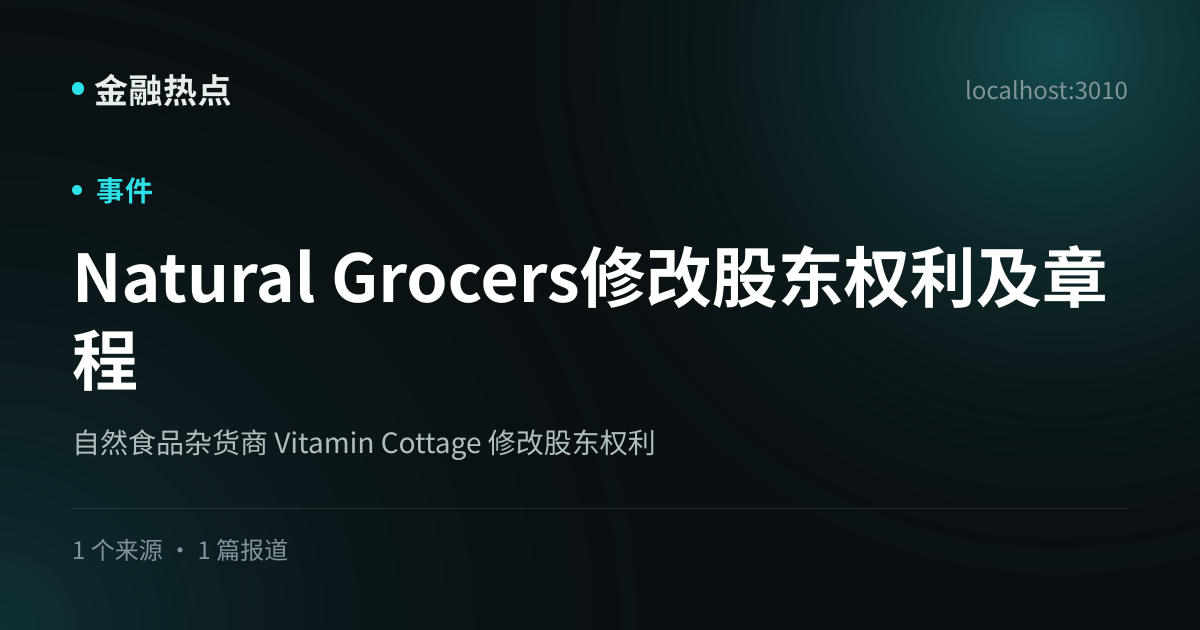 金融热点
localhost:3010
事件
Natural Grocers修改股东权利及章
程
自然食品杂货商 Vitamin Cottage 修改股东权利
1 个来源 · 1 篇报道